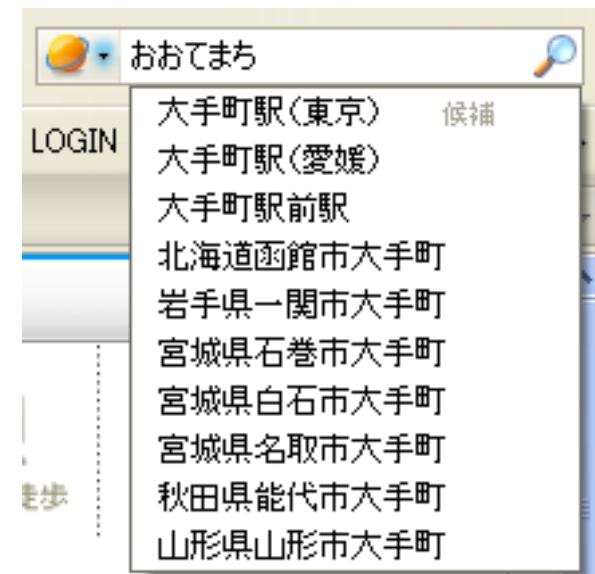 おおてまち
大手町駅(東京) 候補
LOGIN
大手町駅(愛媛)
大手町駅前駅
北海道函館市大手町
岩手県一関市大手町
宮城県石巻市大手町
宮城県白石市大手町
宮城県名取市大手町
秋田県能代市大手町
徒歩
山形県山形市大手町